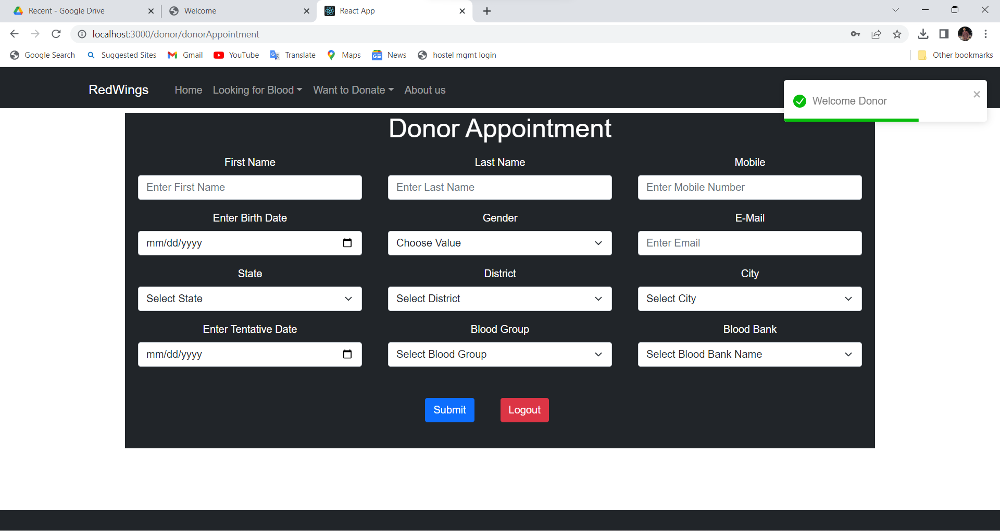 Recent - Google Drive
Welcome
React App
localhost:3000/donor/donorAppointment
Google Search Suggested Sites Gmail YouTube Translate Maps News hostel mgmt login Other bookmarks
RedWings Home Looking for Blood Want to Donate About us
Welcome Donor
Donor Appointment
First Name Last Name Mobile
Enter First Name Enter Last Name Enter Mobile Number
Enter Birth Date Gender E-Mail
mm/dd/yyyy Choose Value Enter Email
State District City
Select State Select District Select City
Enter Tentative Date Blood Group Blood Bank
mm/dd/yyyy Select Blood Group Select Blood Bank Name
Submit Logout